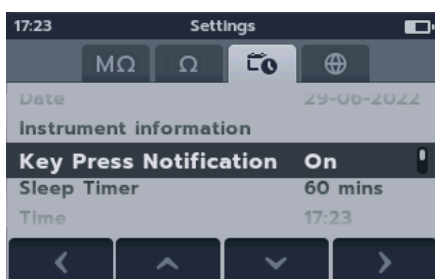 17:23 Settings
MΩ Ω
Date 29-06-2022
Instrument information
Key Press Notification On
Sleep Timer 60 mins
Time 17:23